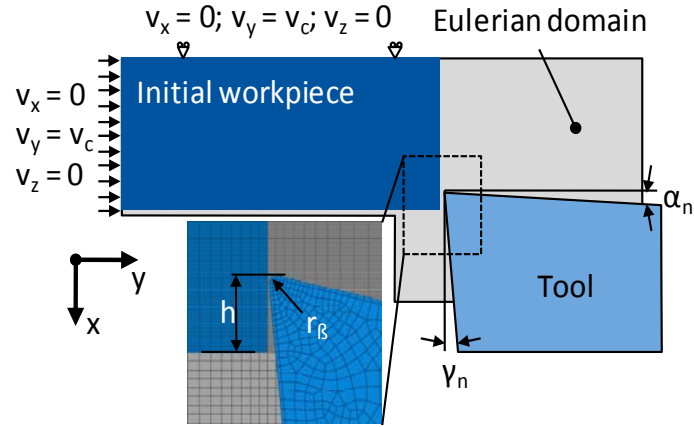 v_x = 0; v_y = v_c; v_z = 0
Eulerian domain
Initial workpiece
v_x = 0
v_y = v_c
v_z = 0
α_n
y
x
h
r_ß
Tool
γ_n